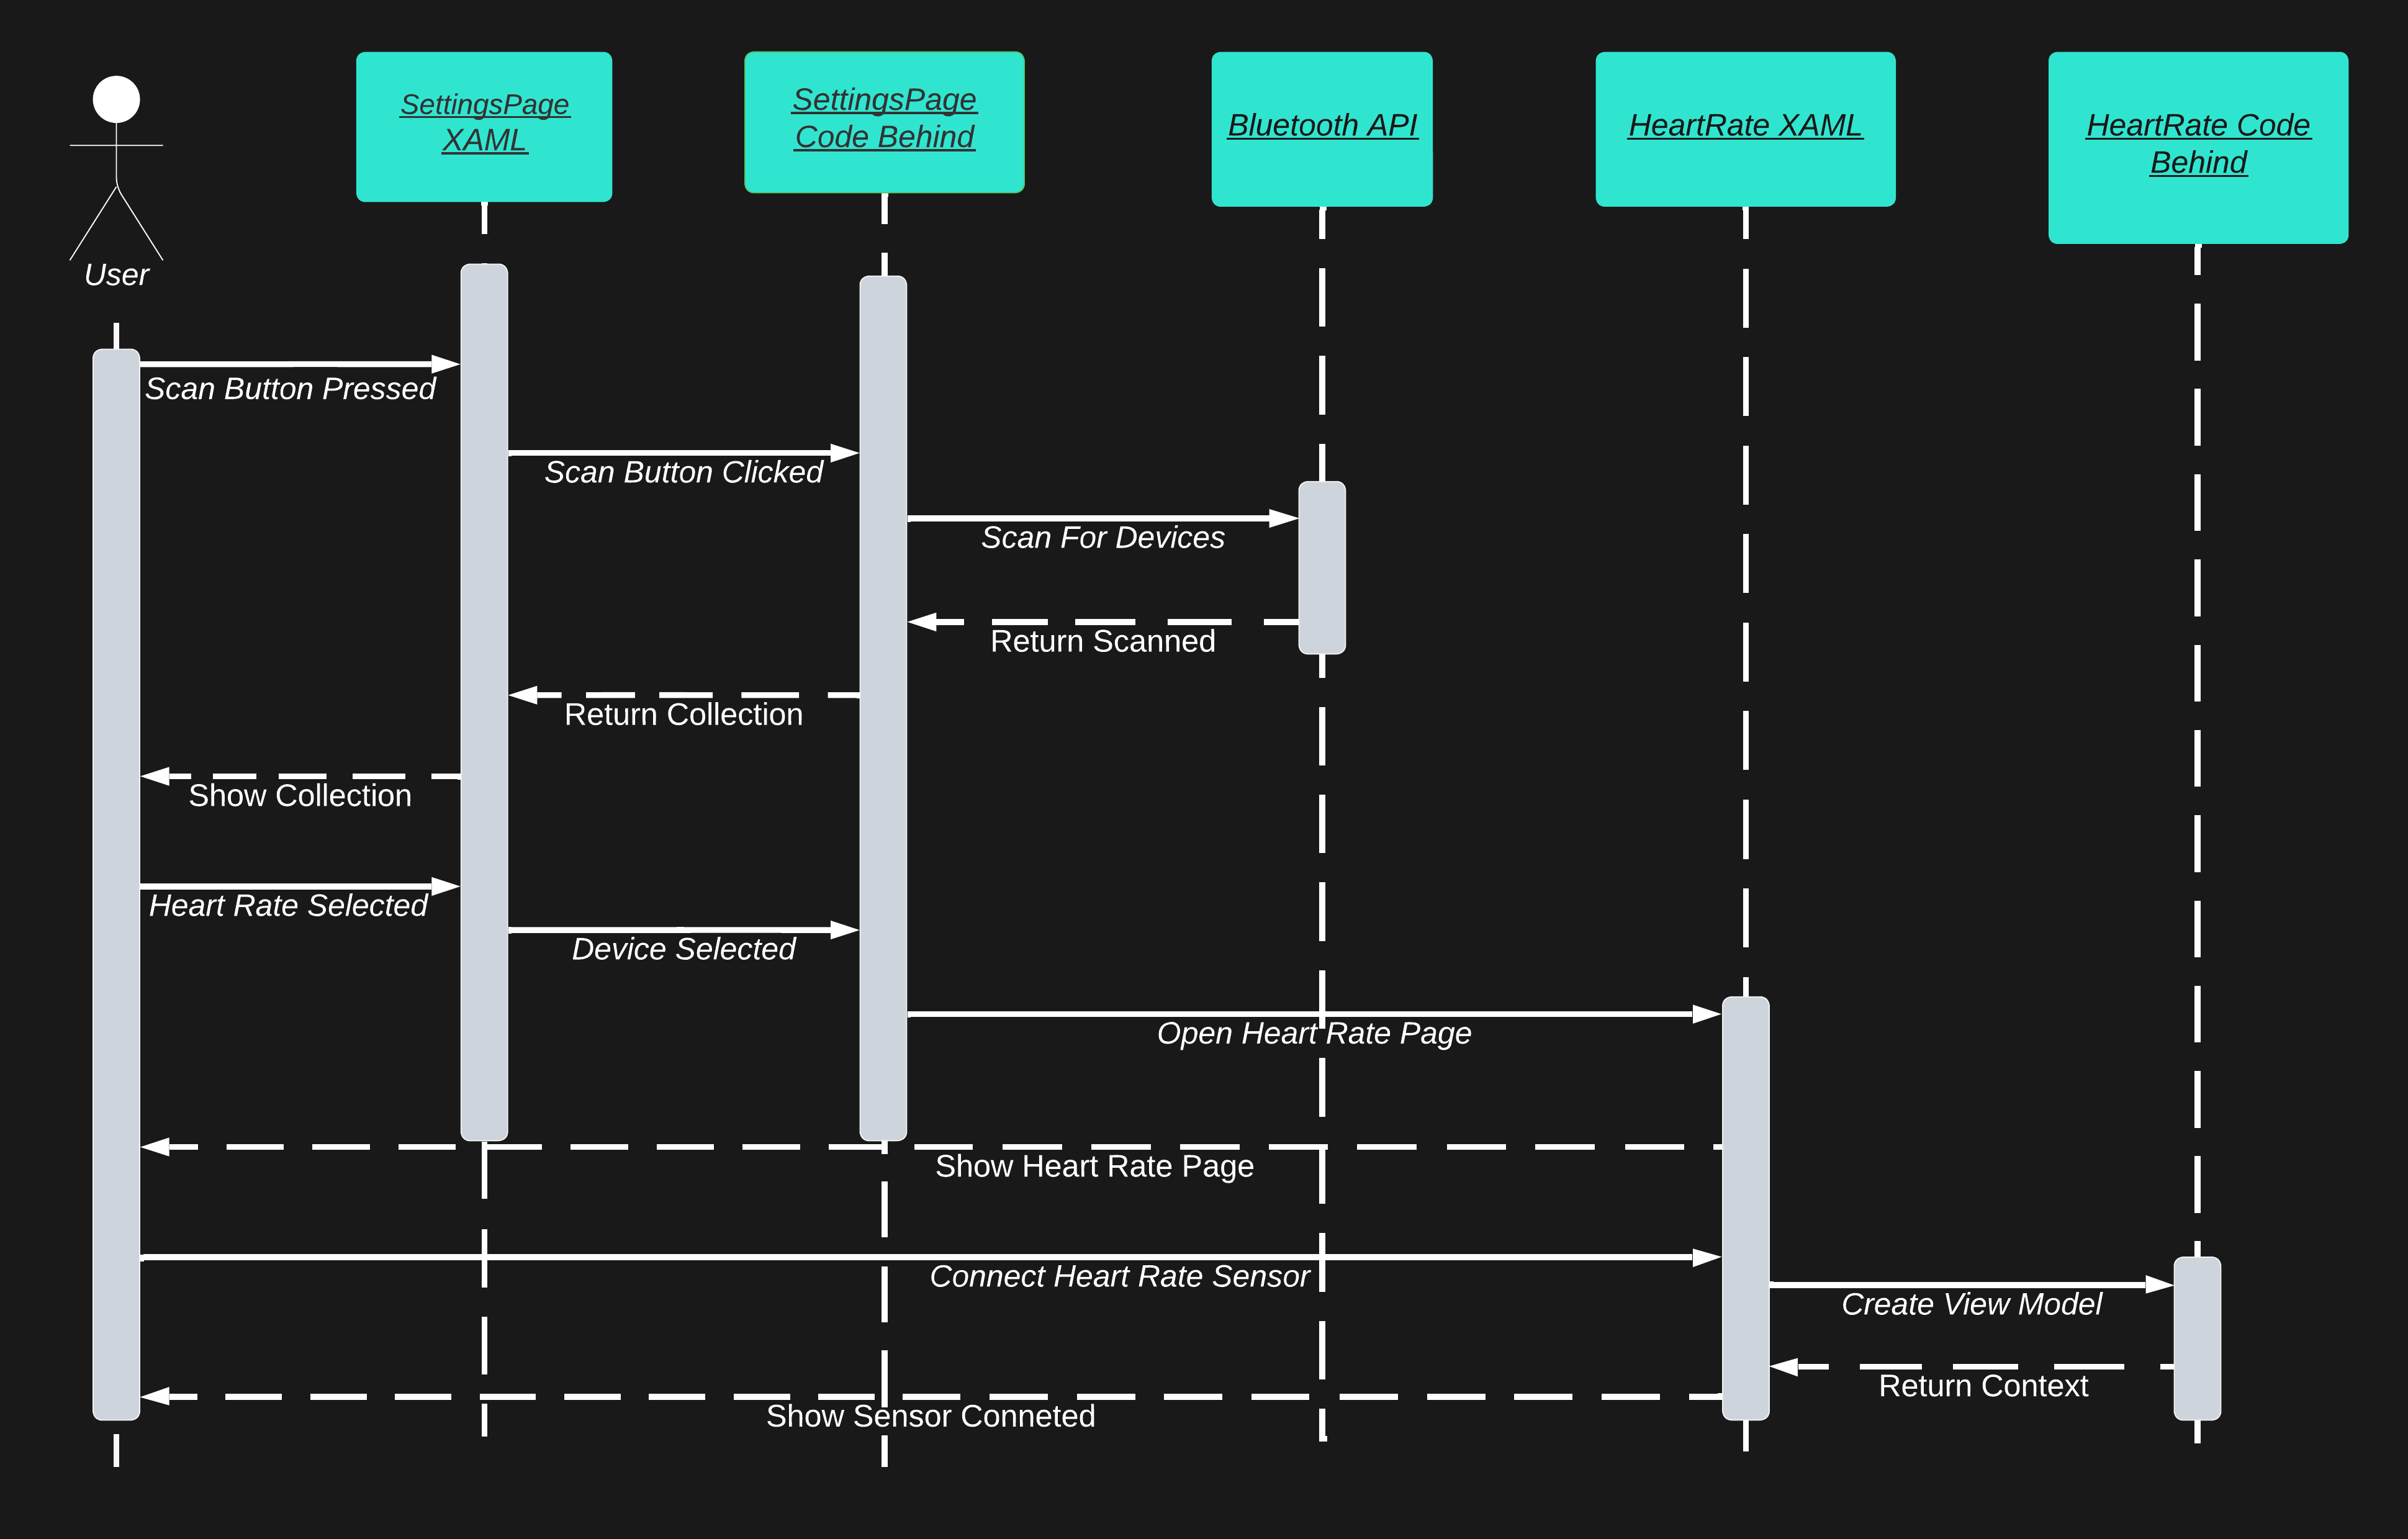 SettingsPage
XAML
SettingsPage
Code Behind
Bluetooth API
HeartRate XAML
HeartRate Code
Behind
User
Scan Button Pressed
Scan Button Clicked
Scan For Devices
Return Scanned
Return Collection
Show Collection
Heart Rate Selected
Device Selected
Open Heart Rate Page
Show Heart Rate Page
Connect Heart Rate Sensor
Create View Model
Return Context
Show Sensor Conneted